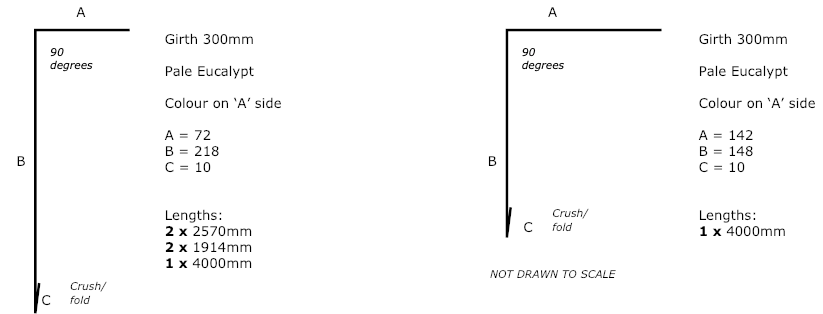 A
90
degrees
B
C
Crush/
fold
Girth 300mm
Pale Eucalypt
Colour on ‘A’ side
A = 72
B = 218
C = 10
Lengths:
2 x 2570mm
2 x 1914mm
1 x 4000mm
A
90
degrees
B
C
Crush/
fold
NOT DRAWN TO SCALE
Girth 300mm
Pale Eucalypt
Colour on ‘A’ side
A = 142
B = 148
C = 10
Lengths:
1 x 4000mm